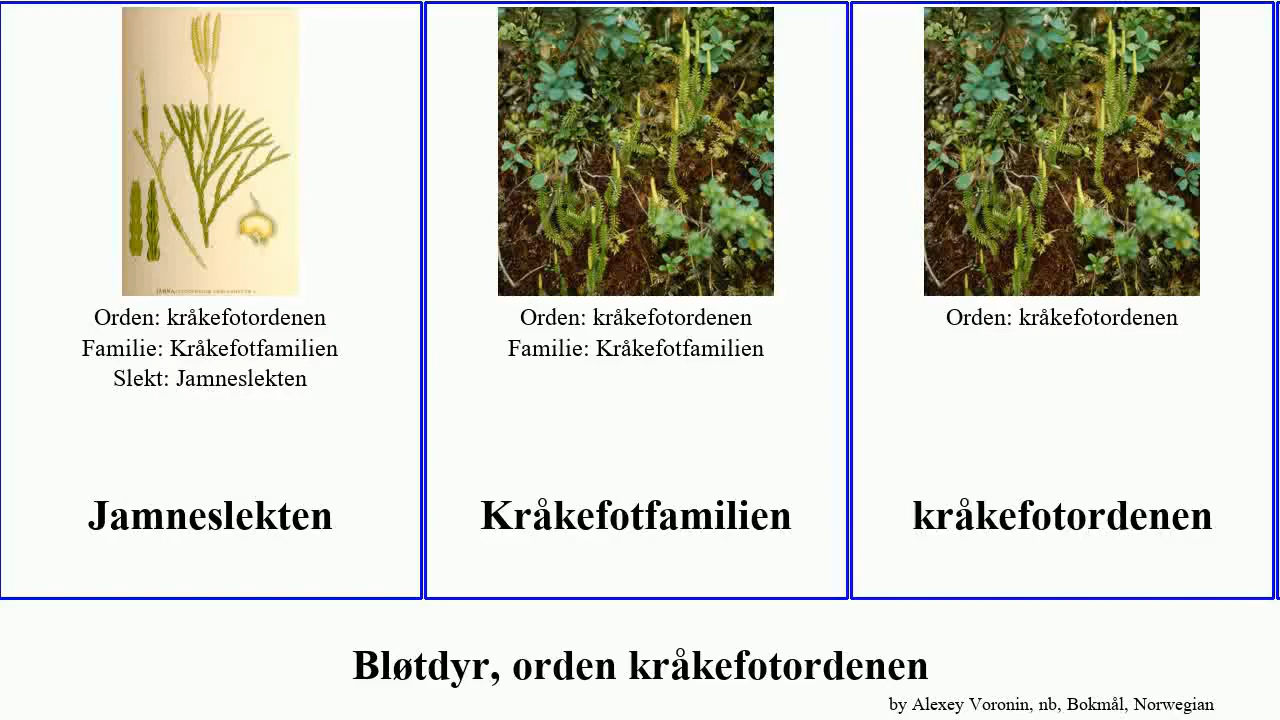 Orden: kråkefotordenen
Familie: Kråkefotfamilien
Slekt: Jamneslekten
Jamneslekten
Orden: kråkefotordenen
Familie: Kråkefotfamilien
Kråkefotfamilien
Orden: kråkefotordenen
kråkefotordenen
Bløtdyr, orden kråkefotordenen
by Alexey Voronin, nb, Bokmål, Norwegian